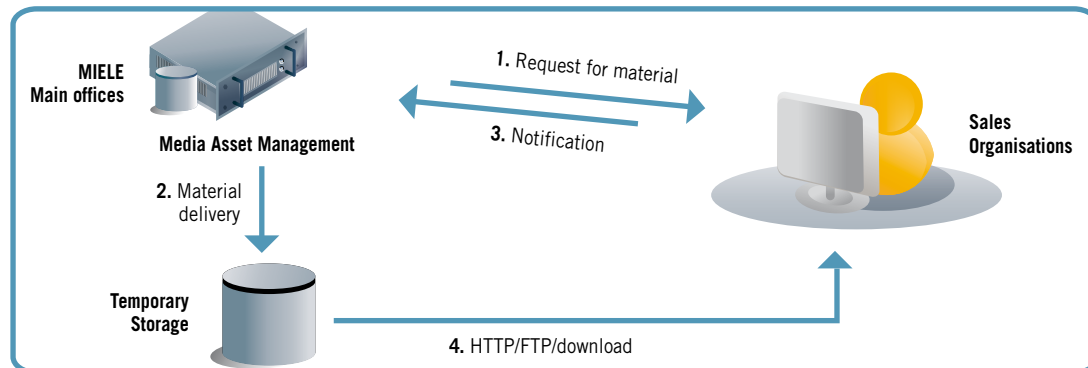 MIELE
Main offices
Media Asset Management
1. Request for material
3. Notification
Sales
Organisations
2. Material
delivery
Temporary
Storage
4. HTTP/FTP/download